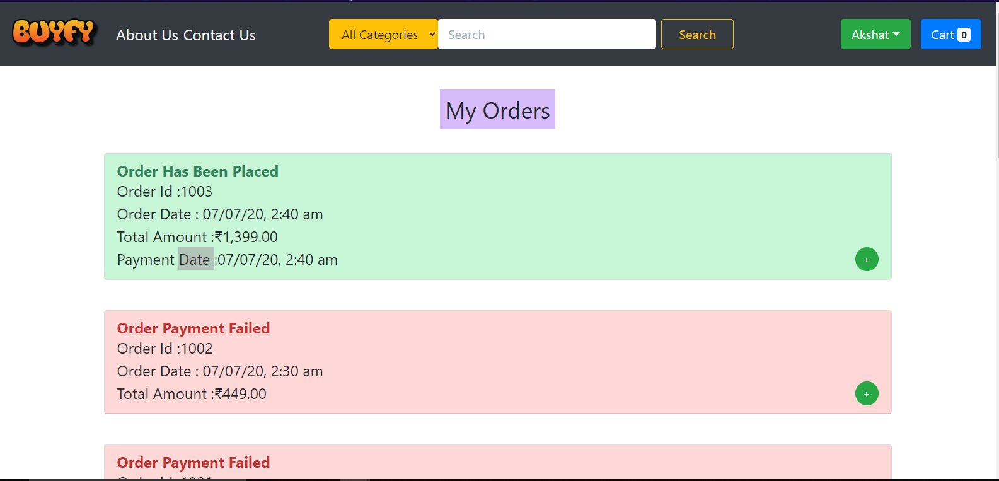 BUYFY About Us Contact Us All Categories Search Search Akshat Cart 0
My Orders
Order Has Been Placed
Order Id :1003
Order Date : 07/07/20, 2:40 am
Total Amount :₹1,399.00
Payment Date :07/07/20, 2:40 am +
Order Payment Failed
Order Id :1002
Order Date : 07/07/20, 2:30 am
Total Amount :₹449.00 +
Order Payment Failed
Order Id :1001